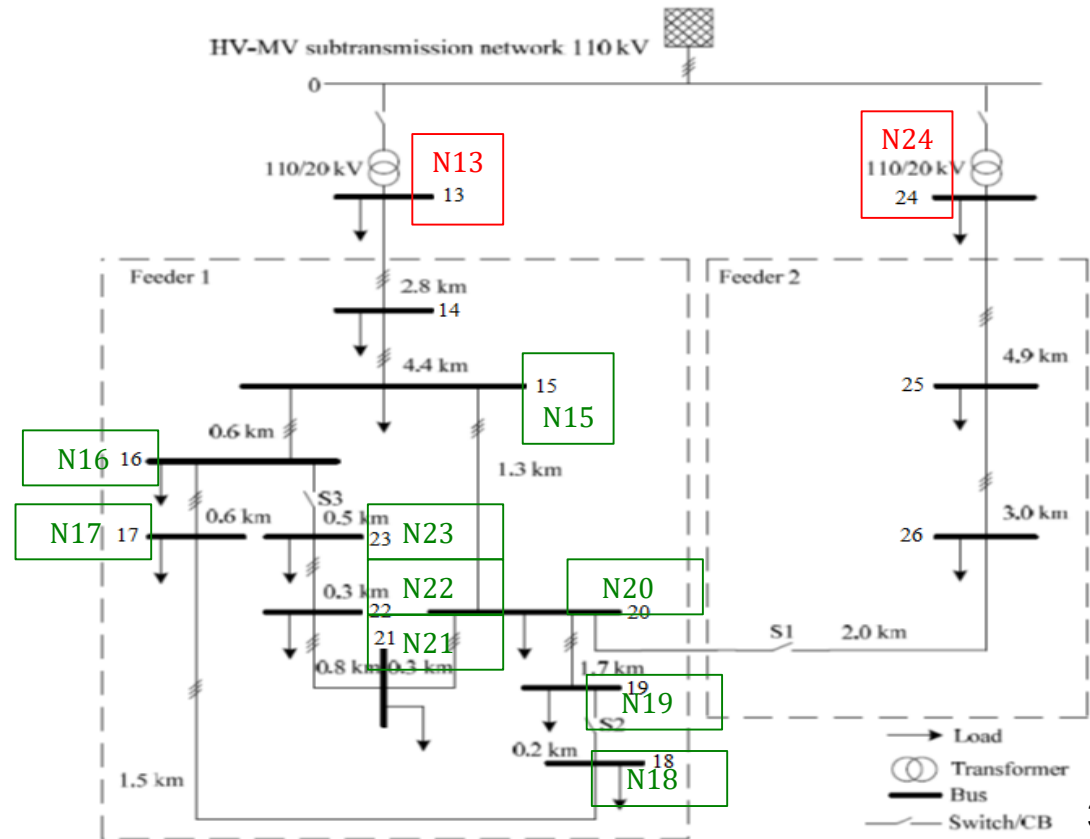 HV-MV subtransmission network 110 kV
0
N13
N24
110/20 kV
110/20 kV
13
24
Feeder 1
Feeder 2
2.8 km
14
4.4 km
4.9 km
15
25
N15
0.6 km
N16
16
1.3 km
S3
0.6 km
0.5 km
N23
3.0 km
N17
17
23
26
N22
N20
0.3 km
22
20
21
N21
S1
2.0 km
0.8 km
0.3 km
1.7 km
19
N19
S2
Load
0.2 km
18
1.5 km
N18
Transformer
Bus
Switch/CB